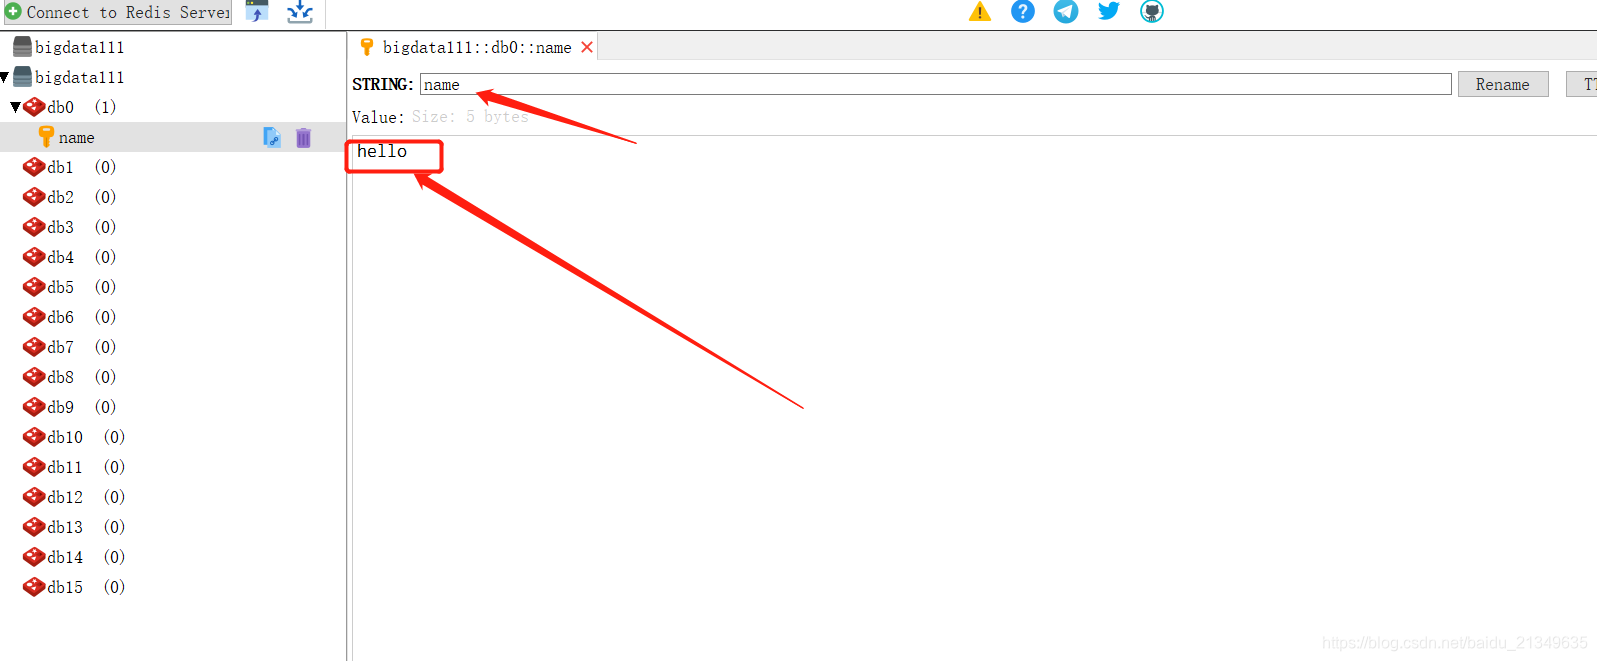 Connect to Redis Server
bigdata111
bigdata111
db0 (1)
name
db1 (0)
db2 (0)
db3 (0)
db4 (0)
db5 (0)
db6 (0)
db7 (0)
db8 (0)
db9 (0)
db10 (0)
db11 (0)
db12 (0)
db13 (0)
db14 (0)
db15 (0)
bigdata111::db0::name
STRING: name Rename
Value: Size: 5 bytes
hello
https://blog.csdn.net/baidu_21349635